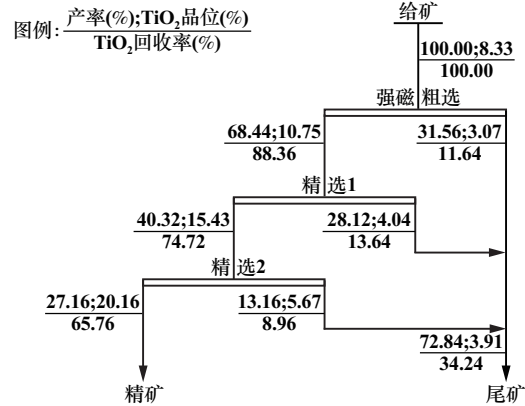 图例:产率(%);TiO₂品位(%)
TiO₂回收率(%)
给矿
100.00;8.33
100.00
强磁粗选
68.44;10.75
88.36
31.56;3.07
11.64
精选1
40.32;15.43
74.72
28.12;4.04
13.64
精选2
27.16;20.16
65.76
13.16;5.67
8.96
72.84;3.91
34.24
精矿
尾矿